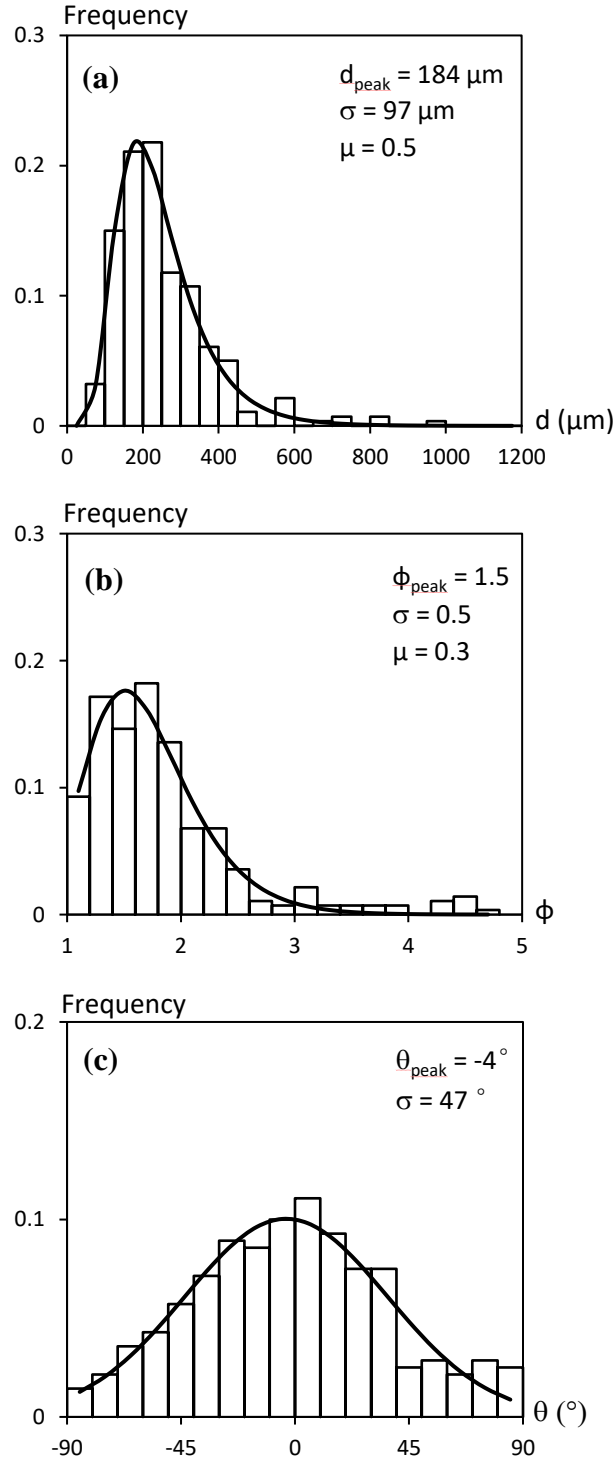 Frequency
0.3
(a)
d_peak = 184 μm
σ = 97 μm
μ = 0.5
0.2
0.1
0
d (μm)
0 200 400 600 800 1000 1200
Frequency
0.3
(b)
ϕ_peak = 1.5
σ = 0.5
μ = 0.3
0.2
0.1
0
ϕ
1 2 3 4 5
Frequency
0.2
(c)
θ_peak = -4°
σ = 47 °
0.1
0
θ (°)
-90 -45 0 45 90